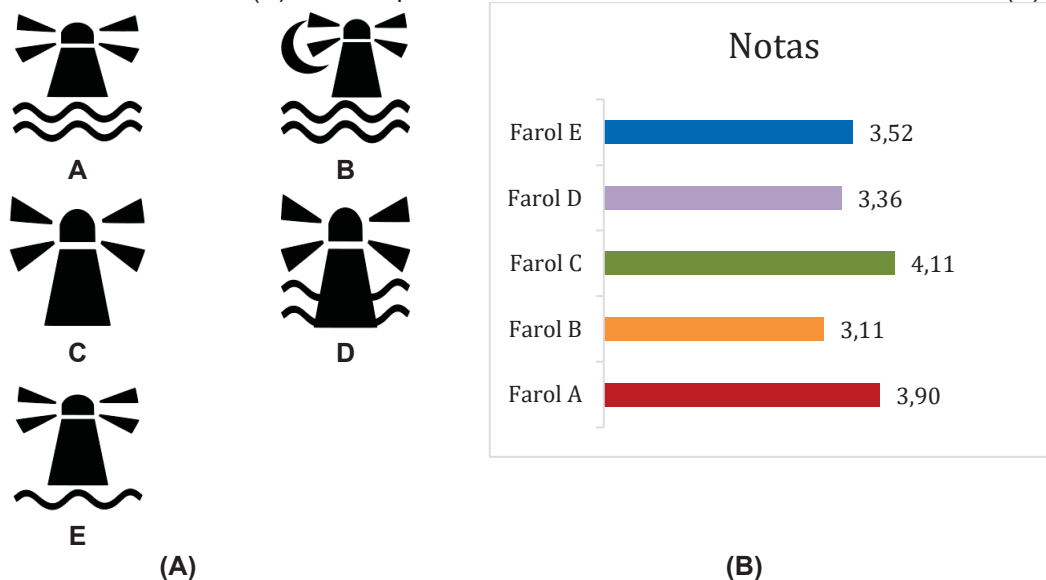 A
B
C
D
E
(A)
Notas
Farol E
3,52
Farol D
3,36
Farol C
4,11
Farol B
3,11
Farol A
3,90
(B)